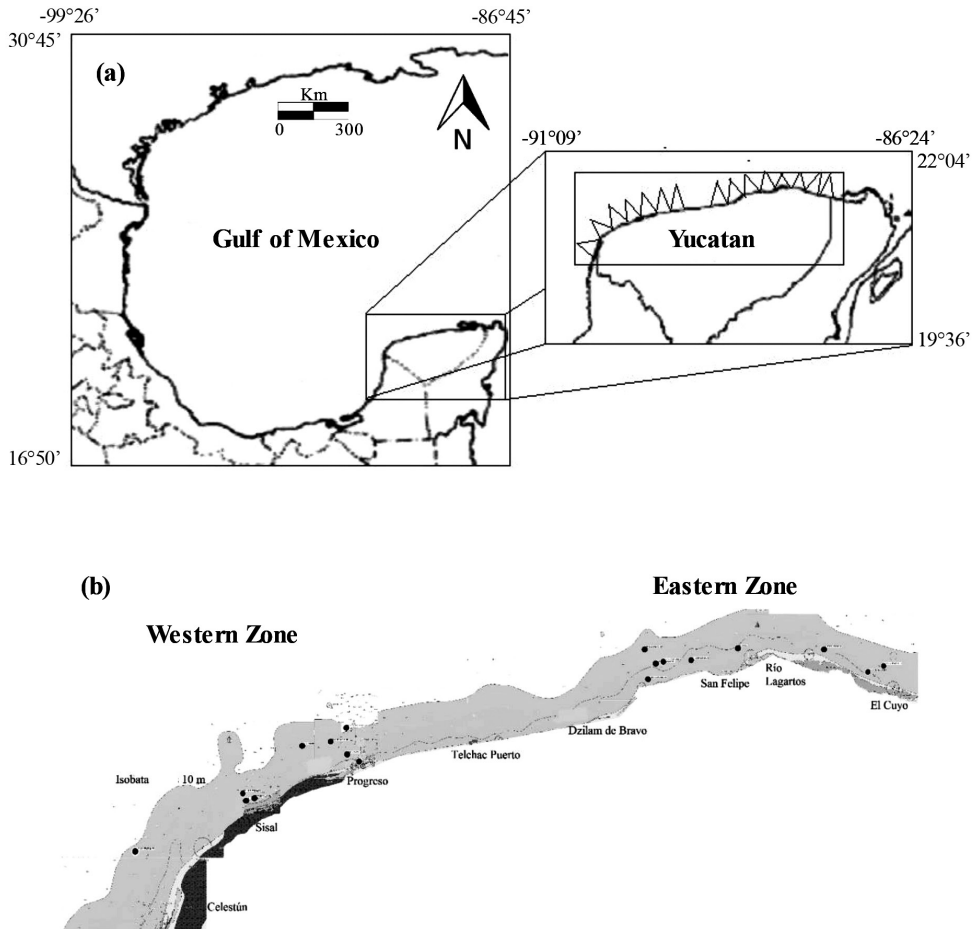 -99°26’
-86°45’
30°45’
(a)
Km
0
300
N
-91°09’
-86°24’
22°04’
Gulf of Mexico
Yucatan
19°36’
16°50’
(b)
Eastern Zone
Western Zone
San Felipe
Río
Lagartos
El Cuyo
Dzilam de Bravo
Telchac Puerto
Isobata
10 m
Progreso
Sisal
Celestún